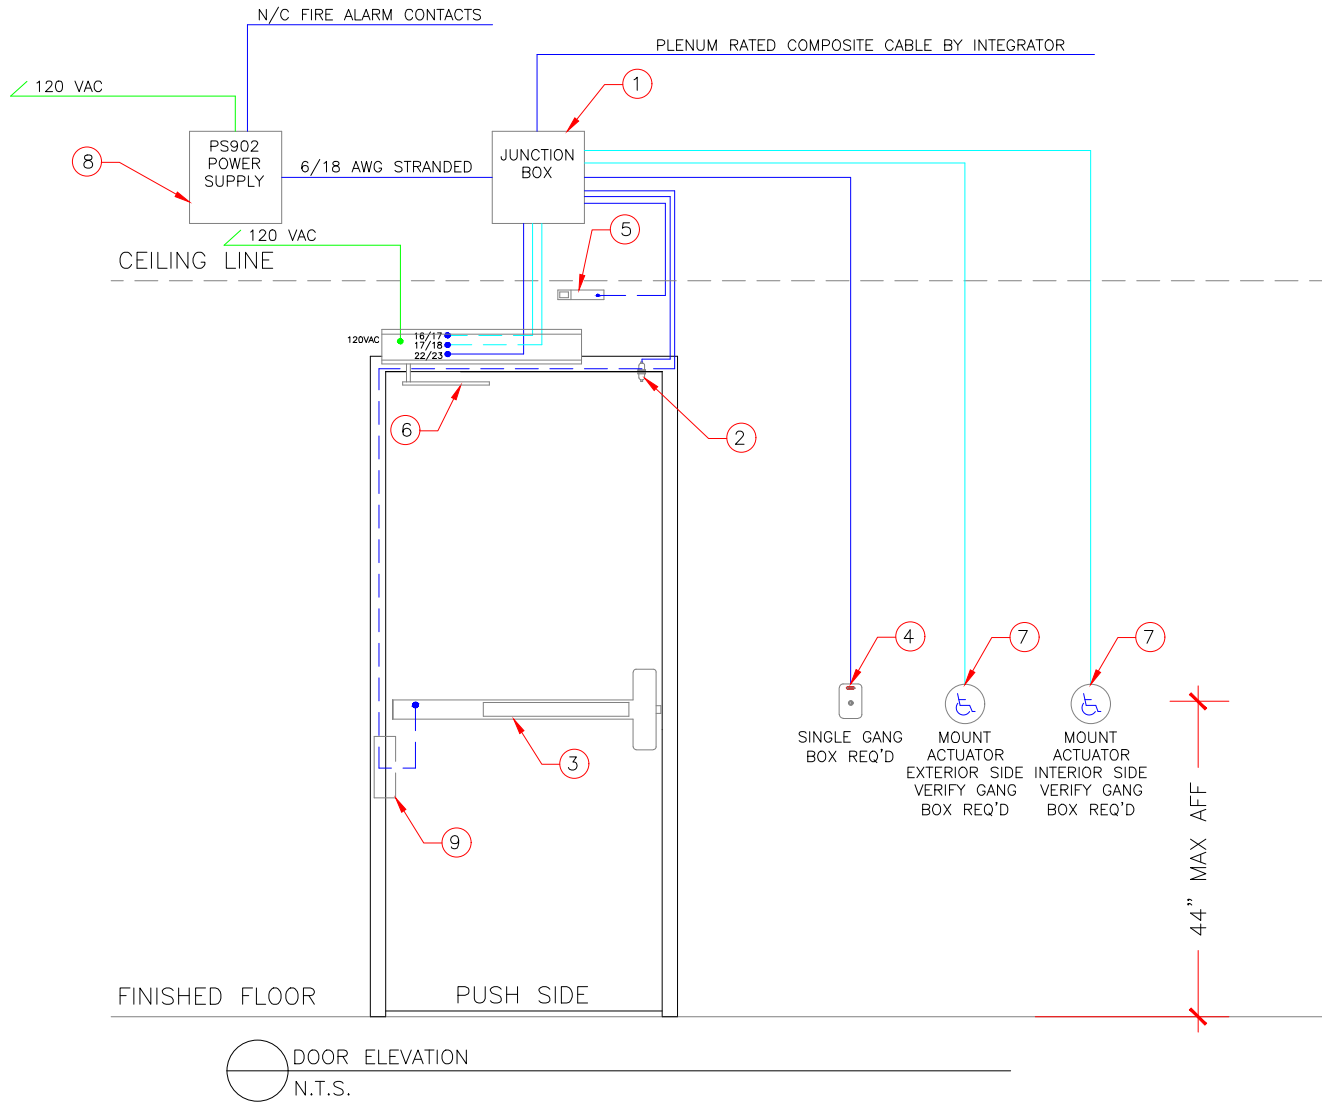 N/C FIRE ALARM CONTACTS
PLENUM RATED COMPOSITE CABLE BY INTEGRATOR
120 VAC
1
PS902
POWER
SUPPLY
8
6/18 AWG STRANDED
JUNCTION
BOX
120 VAC
5
CEILING LINE
120VAC
16/17
17/18
22/23
6
2
4
7
7
SINGLE GANG
BOX REQ'D
MOUNT
ACTUATOR
EXTERIOR SIDE
VERIFY GANG
BOX REQ'D
MOUNT
ACTUATOR
INTERIOR SIDE
VERIFY GANG
BOX REQ'D
3
9
44" MAX AFF
FINISHED FLOOR
PUSH SIDE
DOOR ELEVATION
N.T.S.